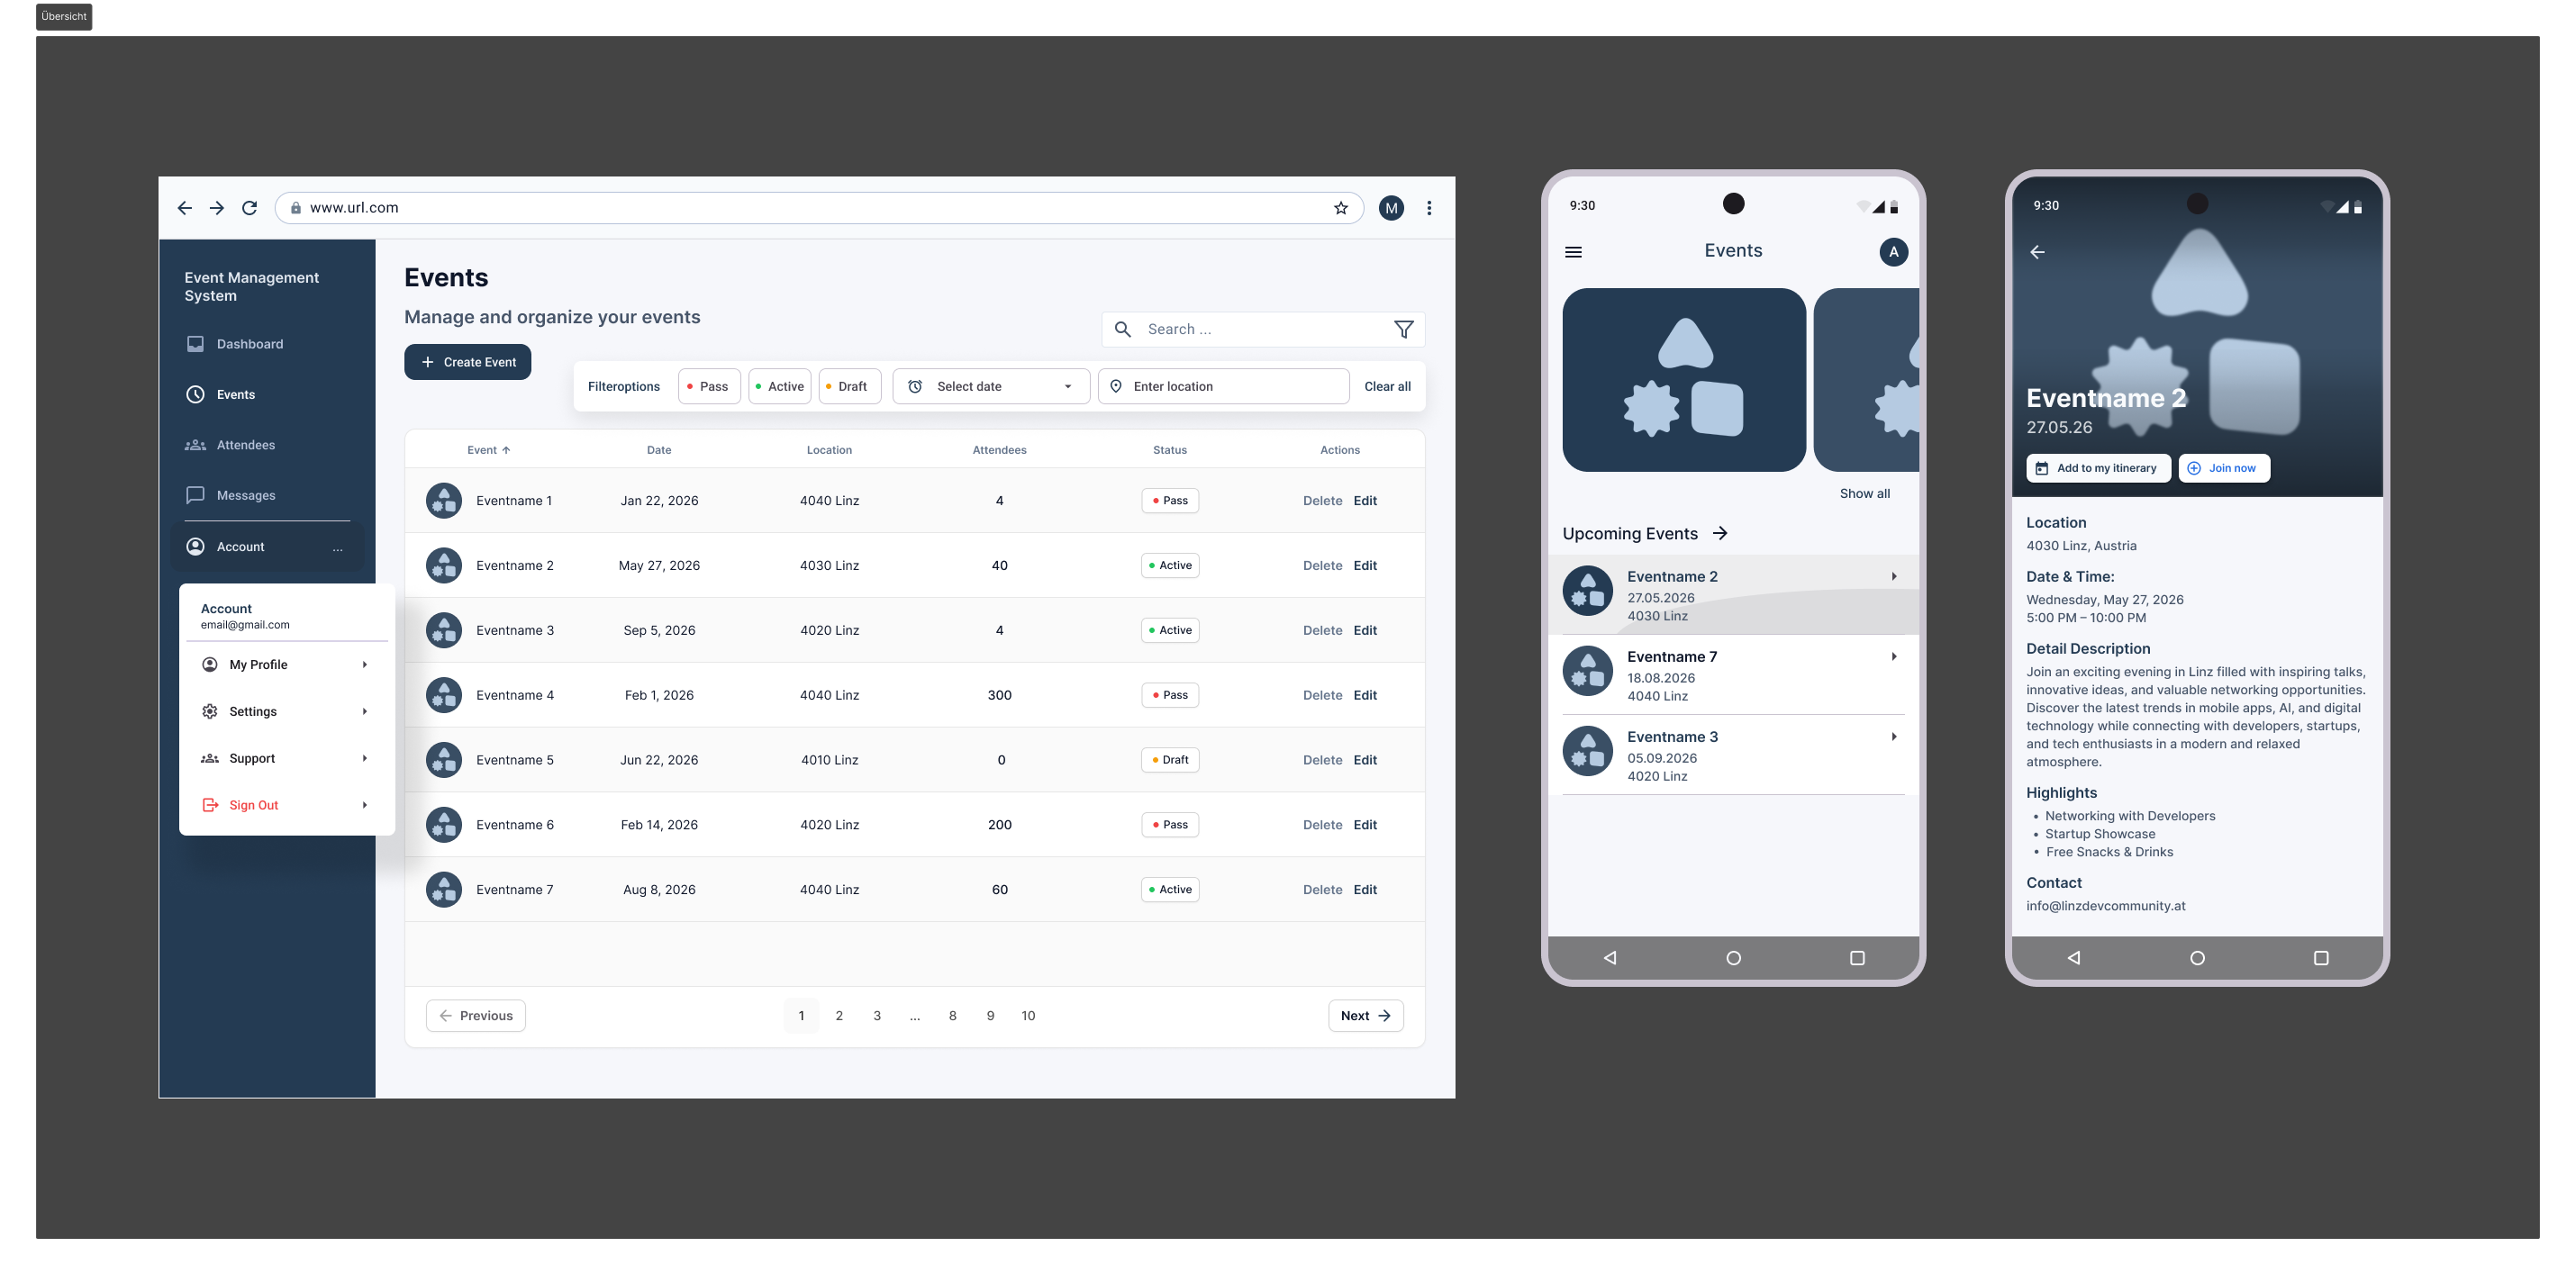 Übersicht
www.url.com
M
Event Management
System
Dashboard
Events
Attendees
Messages
Account ...
Account
email@gmail.com
My Profile
Settings
Support
Sign Out
Events
Manage and organize your events
Create Event
Search ...
Filteroptions Pass Active Draft Select date Enter location Clear all
Event Date Location Attendees Status Actions
Eventname 1 Jan 22, 2026 4040 Linz 4 Pass Delete Edit
Eventname 2 May 27, 2026 4030 Linz 40 Active Delete Edit
Eventname 3 Sep 5, 2026 4020 Linz 4 Active Delete Edit
Eventname 4 Feb 1, 2026 4040 Linz 300 Pass Delete Edit
Eventname 5 Jun 22, 2026 4010 Linz 0 Draft Delete Edit
Eventname 6 Feb 14, 2026 4020 Linz 200 Pass Delete Edit
Eventname 7 Aug 8, 2026 4040 Linz 60 Active Delete Edit
Previous 1 2 3 ... 8 9 10 Next
9:30
Events
A
Show all
Upcoming Events
Eventname 2
27.05.2026
4030 Linz
Eventname 7
18.08.2026
4040 Linz
Eventname 3
05.09.2026
4020 Linz
9:30
Eventname 2
27.05.26
Add to my itinerary Join now
Location
4030 Linz, Austria
Date & Time:
Wednesday, May 27, 2026
5:00 PM – 10:00 PM
Detail Description
Join an exciting evening in Linz filled with inspiring talks,
innovative ideas, and valuable networking opportunities.
Discover the latest trends in mobile apps, AI, and digital
technology while connecting with developers, startups,
and tech enthusiasts in a modern and relaxed
atmosphere.
Highlights
• Networking with Developers
• Startup Showcase
• Free Snacks & Drinks
Contact
info@linzdevcommunity.at